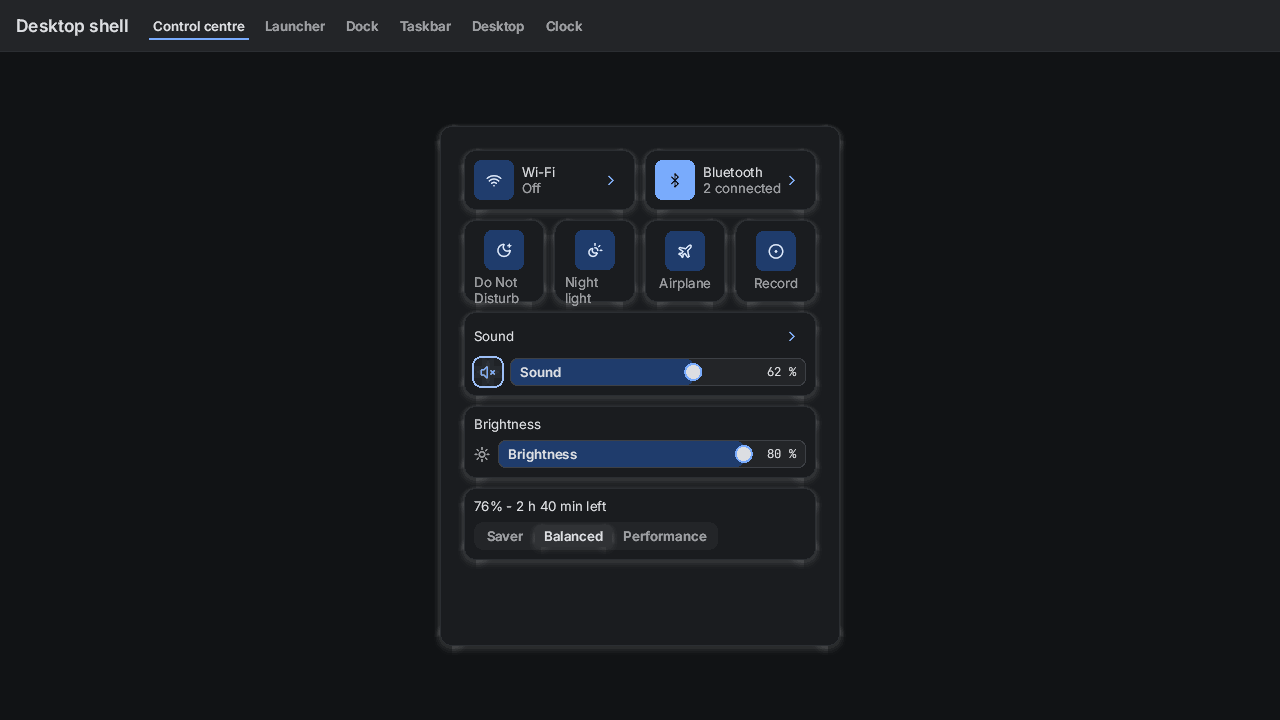 Desktop shell
Control centre
Launcher
Dock
Taskbar
Desktop
Clock
Wi-Fi
Off
Bluetooth
2 connected
Do Not
Disturb
Night
light
Airplane
Record
Sound
Sound
62 %
Brightness
Brightness
80 %
76% - 2 h 40 min left
Saver
Balanced
Performance